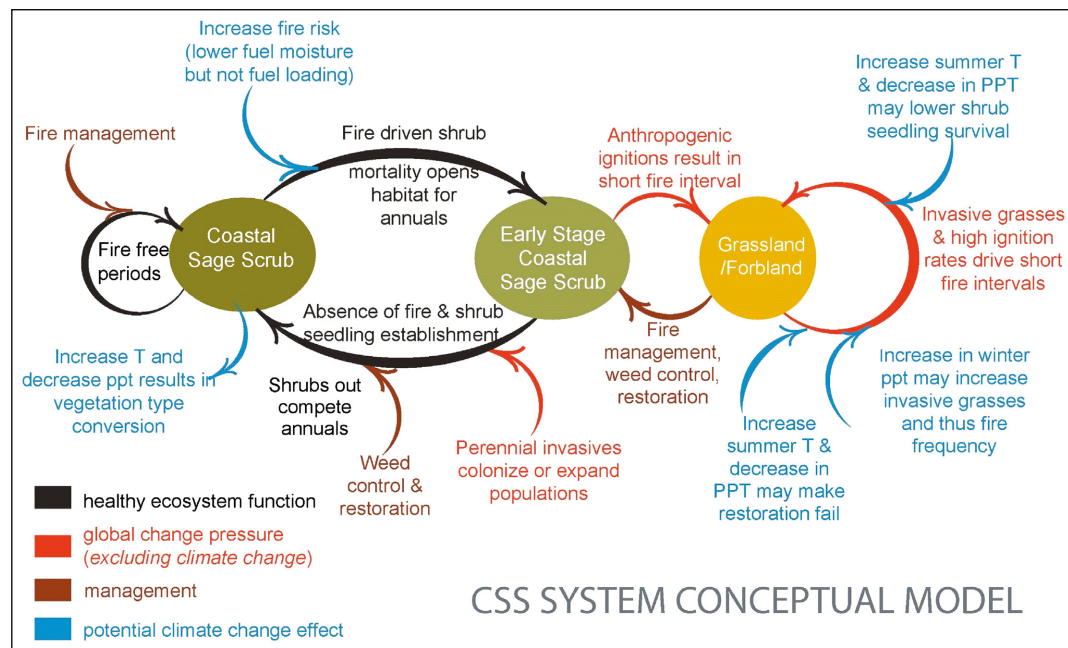 Increase fire risk
(lower fuel moisture
but not fuel loading)
Fire management
Fire driven shrub
mortality opens
habitat for
annuals
Anthropogenic
ignitions result in
short fire interval
Increase summer T
& decrease in PPT
may lower shrub
seedling survival
Fire free
periods
Coastal
Sage Scrub
Early Stage
Coastal
Sage Scrub
Grassland
/Forbland
Invasive grasses
& high ignition
rates drive short
fire intervals
Absence of fire & shrub
seedling establishment
Increase T and
decrease ppt results in
vegetation type
conversion
Shrubs out
compete
annuals
Weed
control &
restoration
Perennial invasives
colonize or expand
populations
Fire
management,
weed control,
restoration
Increase
summer T &
decrease in
PPT may make
restoration fail
Increase in winter
ppt may increase
invasive grasses
and thus fire
frequency
healthy ecosystem function
global change pressure
(excluding climate change)
management
potential climate change effect
CSS SYSTEM CONCEPTUAL MODEL